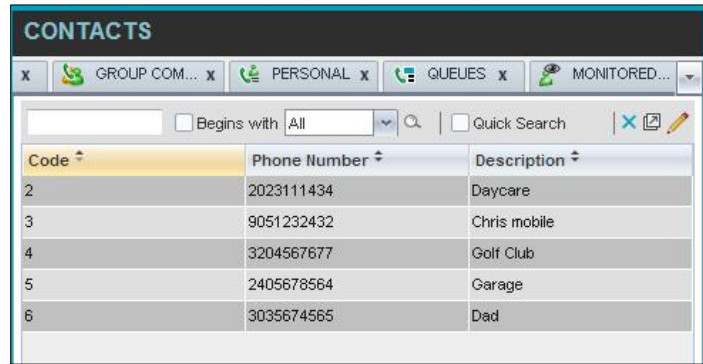 CONTACTS
x GROUP COM... x PERSONAL x QUEUES x MONITORED...
Begins with All Quick Search
Code Phone Number Description
2 2023111434 Daycare
3 9051232432 Chris mobile
4 3204567677 Golf Club
5 2405678564 Garage
6 3035674565 Dad